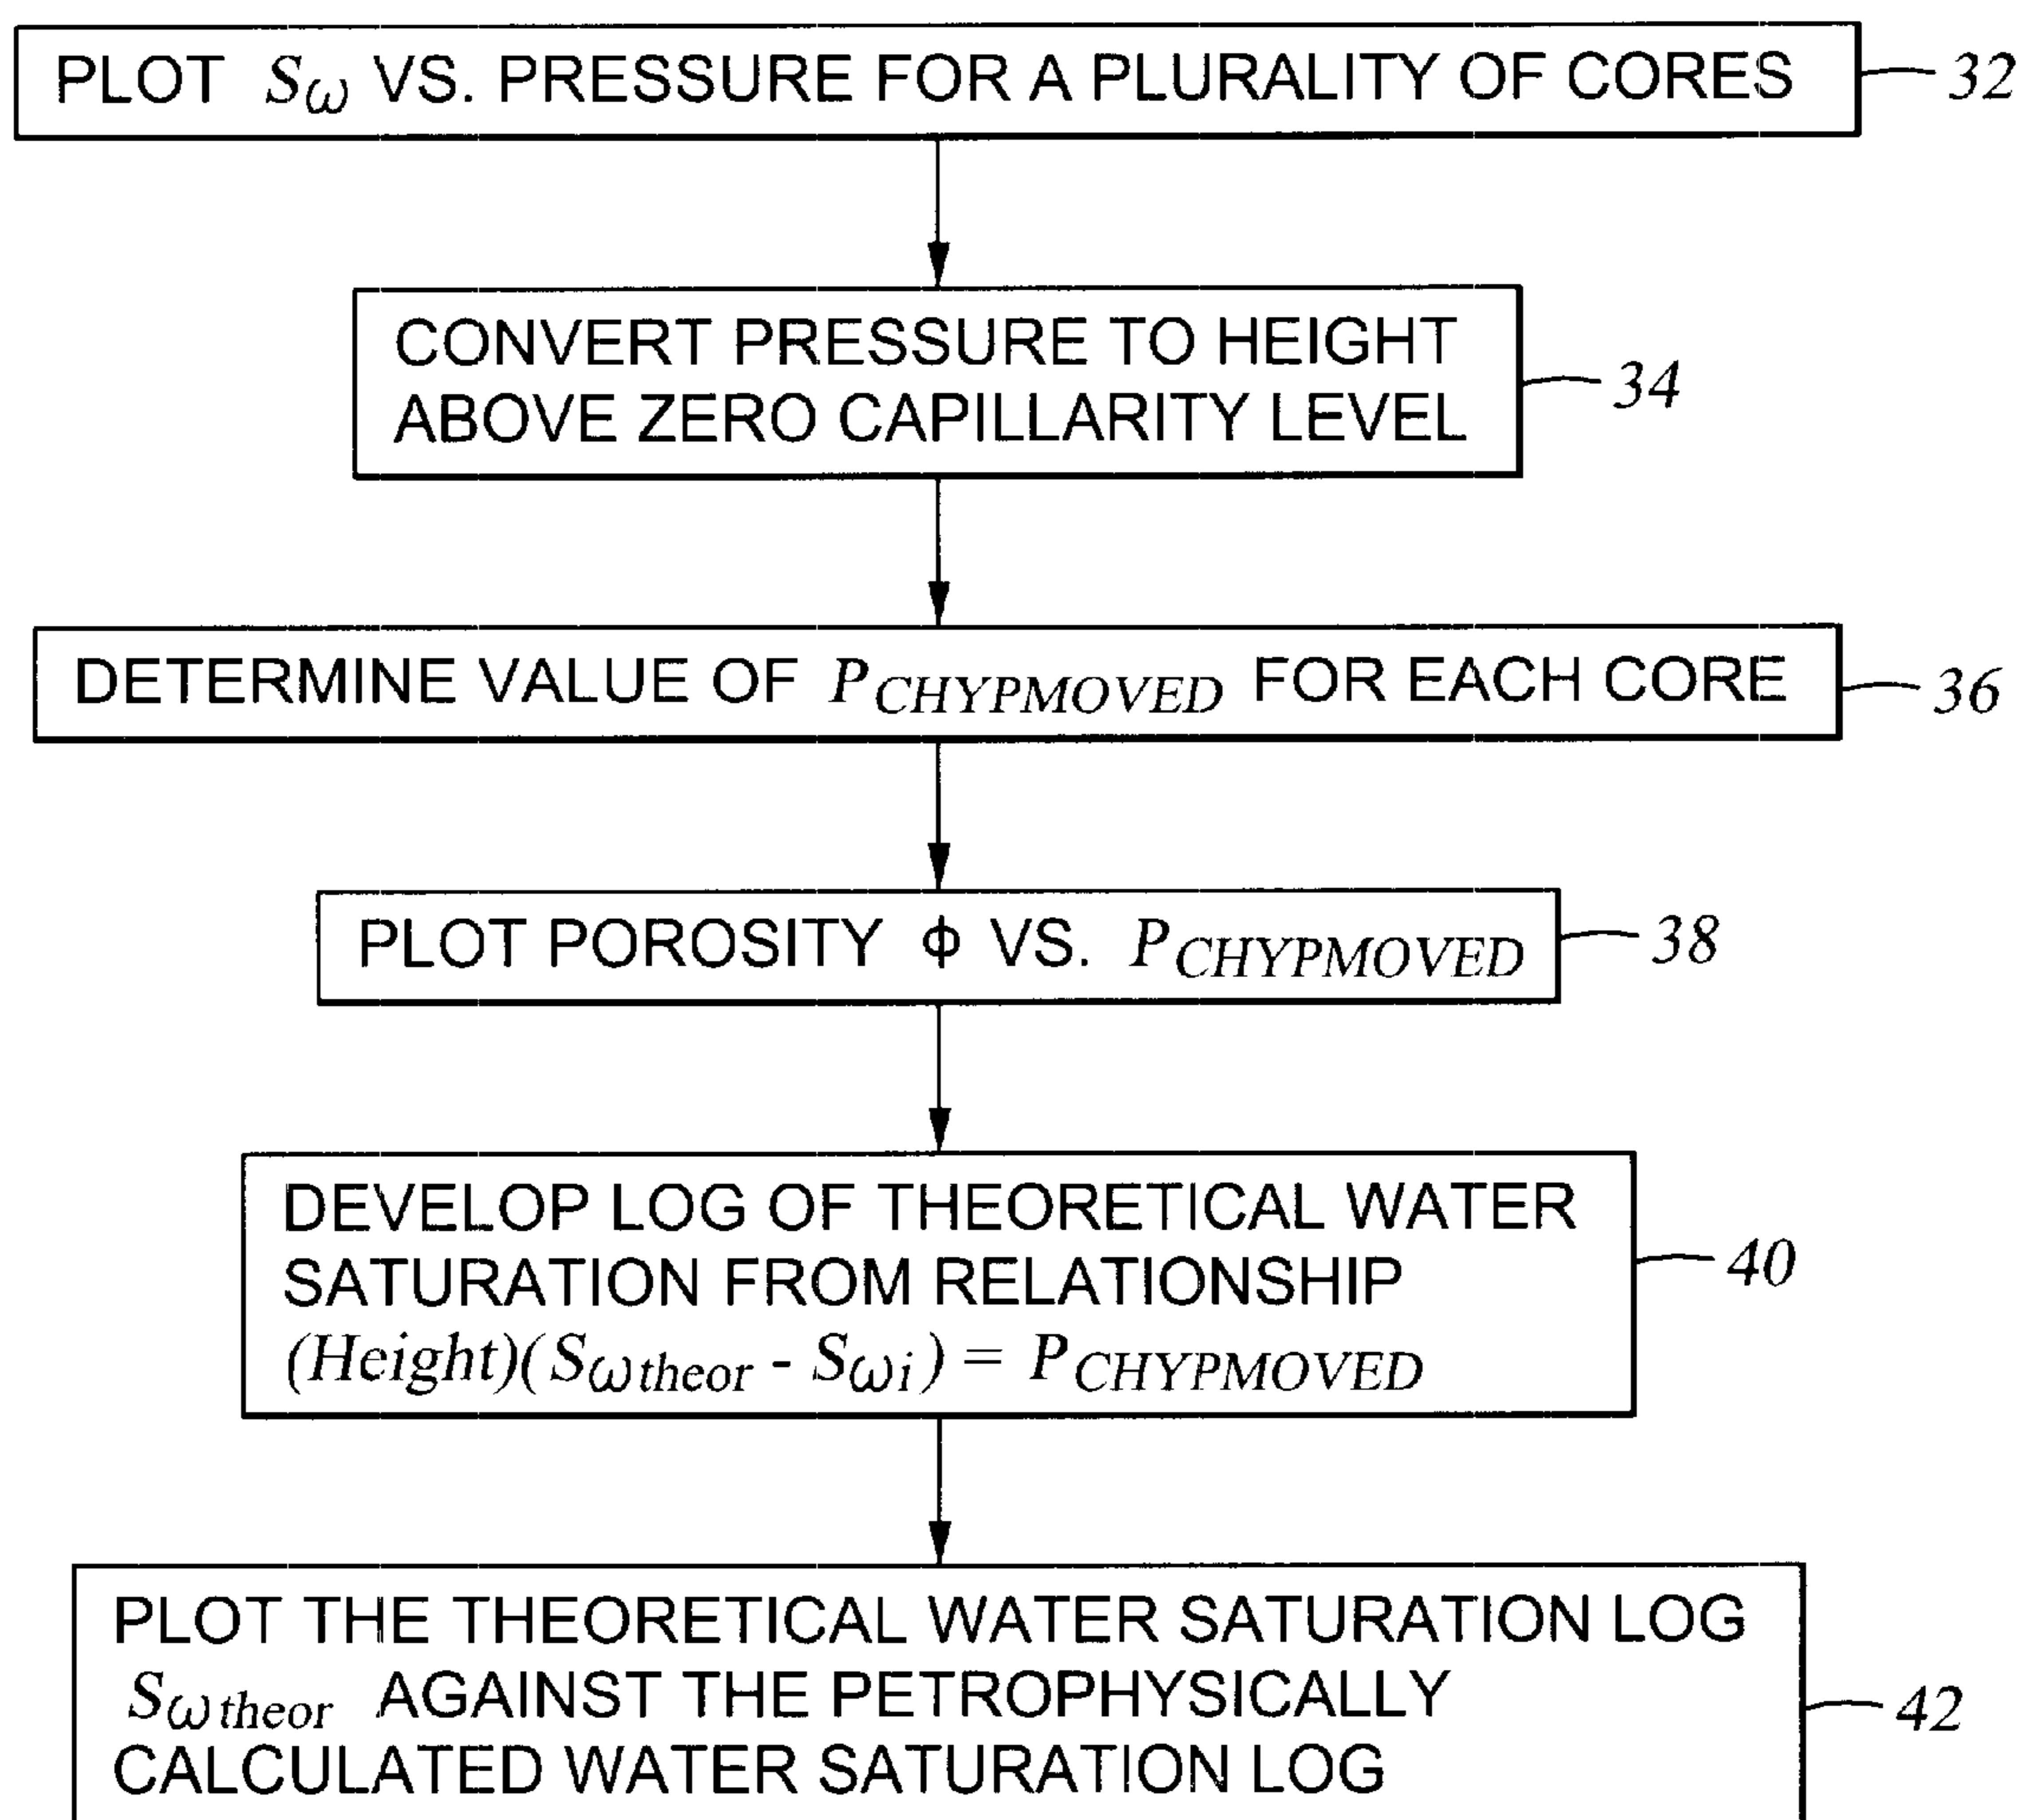 PLOT Sω VS. PRESSURE FOR A PLURALITY OF CORES
32
CONVERT PRESSURE TO HEIGHT
ABOVE ZERO CAPILLARITY LEVEL
34
DETERMINE VALUE OF PCHYPMOVED FOR EACH CORE
36
PLOT POROSITY ϕ VS. PCHYPMOVED
38
DEVELOP LOG OF THEORETICAL WATER
SATURATION FROM RELATIONSHIP
(Height)(Sωtheor - Sωi) = PCHYPMOVED
40
PLOT THE THEORETICAL WATER SATURATION LOG
Sωtheor AGAINST THE PETROPHYSICALLY
CALCULATED WATER SATURATION LOG
42